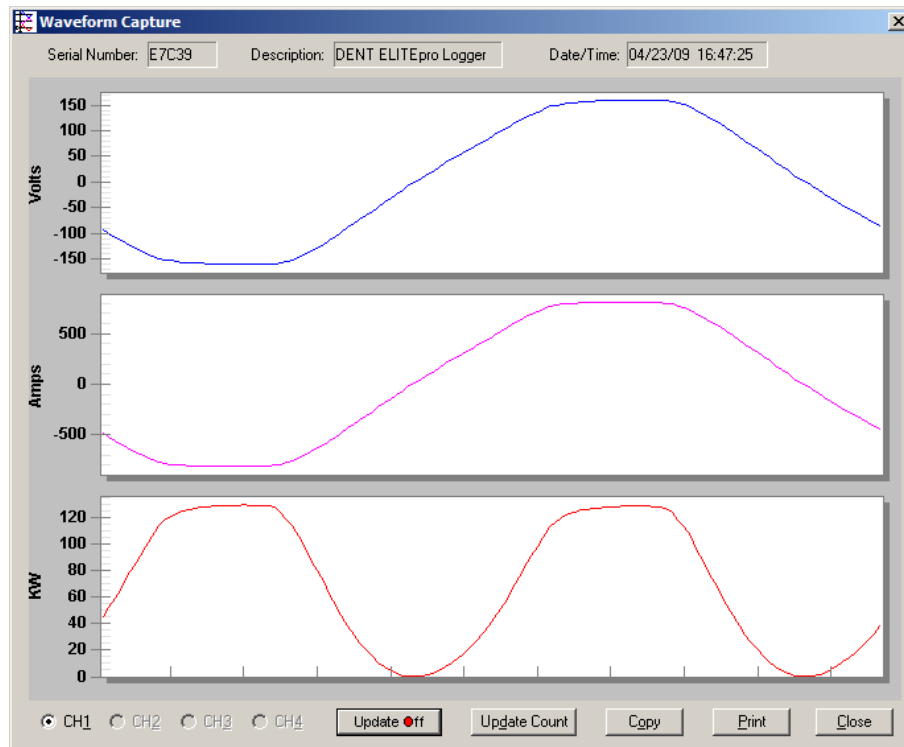 Waveform Capture
Serial Number: E7C39 Description: DENT ELITEpro Logger Date/Time: 04/23/09 16:47:25
Volts
150
100
50
0
-50
-100
-150
Amps
500
0
-500
KW
120
100
80
60
40
20
0
CH1 CH2 CH3 CH4 Update Off Update Count Copy Print Close